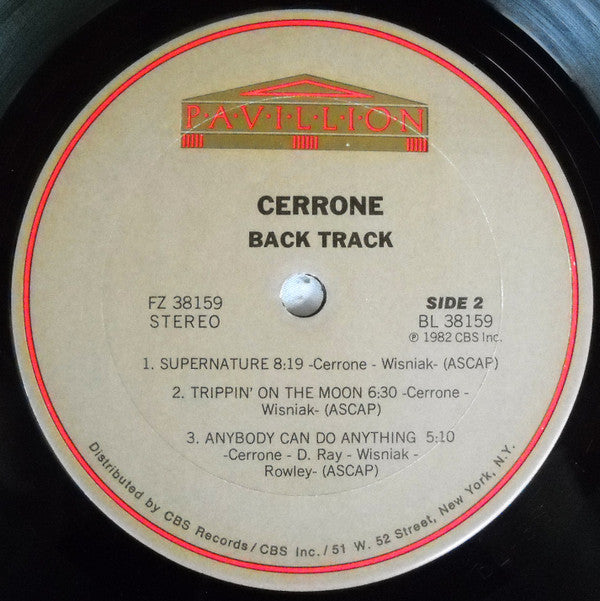 P·A·V·I·L·L·I·O·N
CERRONE
BACK TRACK
FZ 38159
STEREO
SIDE 2
BL 38159
℗ 1982 CBS Inc.
1. SUPERNATURE 8:19 -Cerrone - Wisniak- (ASCAP)
2. TRIPPIN' ON THE MOON 6:30 -Cerrone -
Wisniak- (ASCAP)
3. ANYBODY CAN DO ANYTHING 5:10
-Cerrone - D. Ray - Wisniak -
Rowley- (ASCAP)
Distributed by CBS Records/CBS Inc./51 W. 52 Street, New York, N.Y.